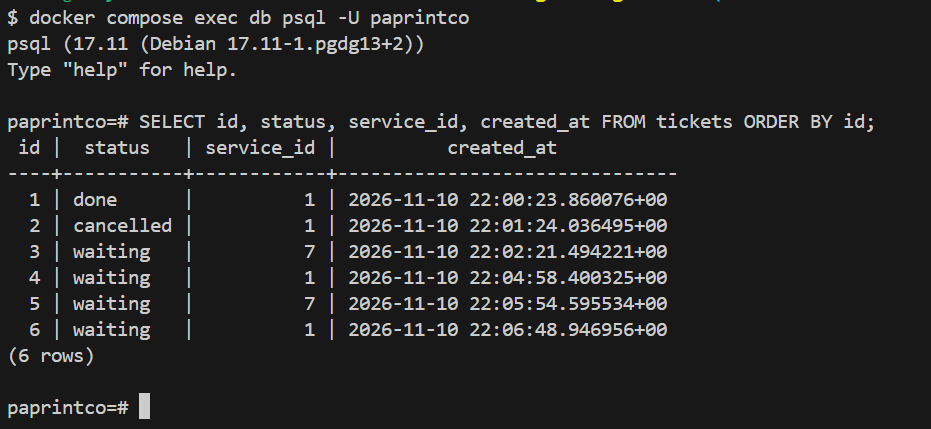 $ docker compose exec db psql -U paprintco
psql (17.11 (Debian 17.11-1.pgdg13+2))
Type "help" for help.

paprintco=# SELECT id, status, service_id, created_at FROM tickets ORDER BY id;
 id |  status   | service_id |          created_at
----+-----------+------------+-------------------------------
  1 | done      |          1 | 2026-11-10 22:00:23.860076+00
  2 | cancelled |          1 | 2026-11-10 22:01:24.036495+00
  3 | waiting   |          7 | 2026-11-10 22:02:21.494221+00
  4 | waiting   |          1 | 2026-11-10 22:04:58.400325+00
  5 | waiting   |          7 | 2026-11-10 22:05:54.595534+00
  6 | waiting   |          1 | 2026-11-10 22:06:48.946956+00
(6 rows)

paprintco=#